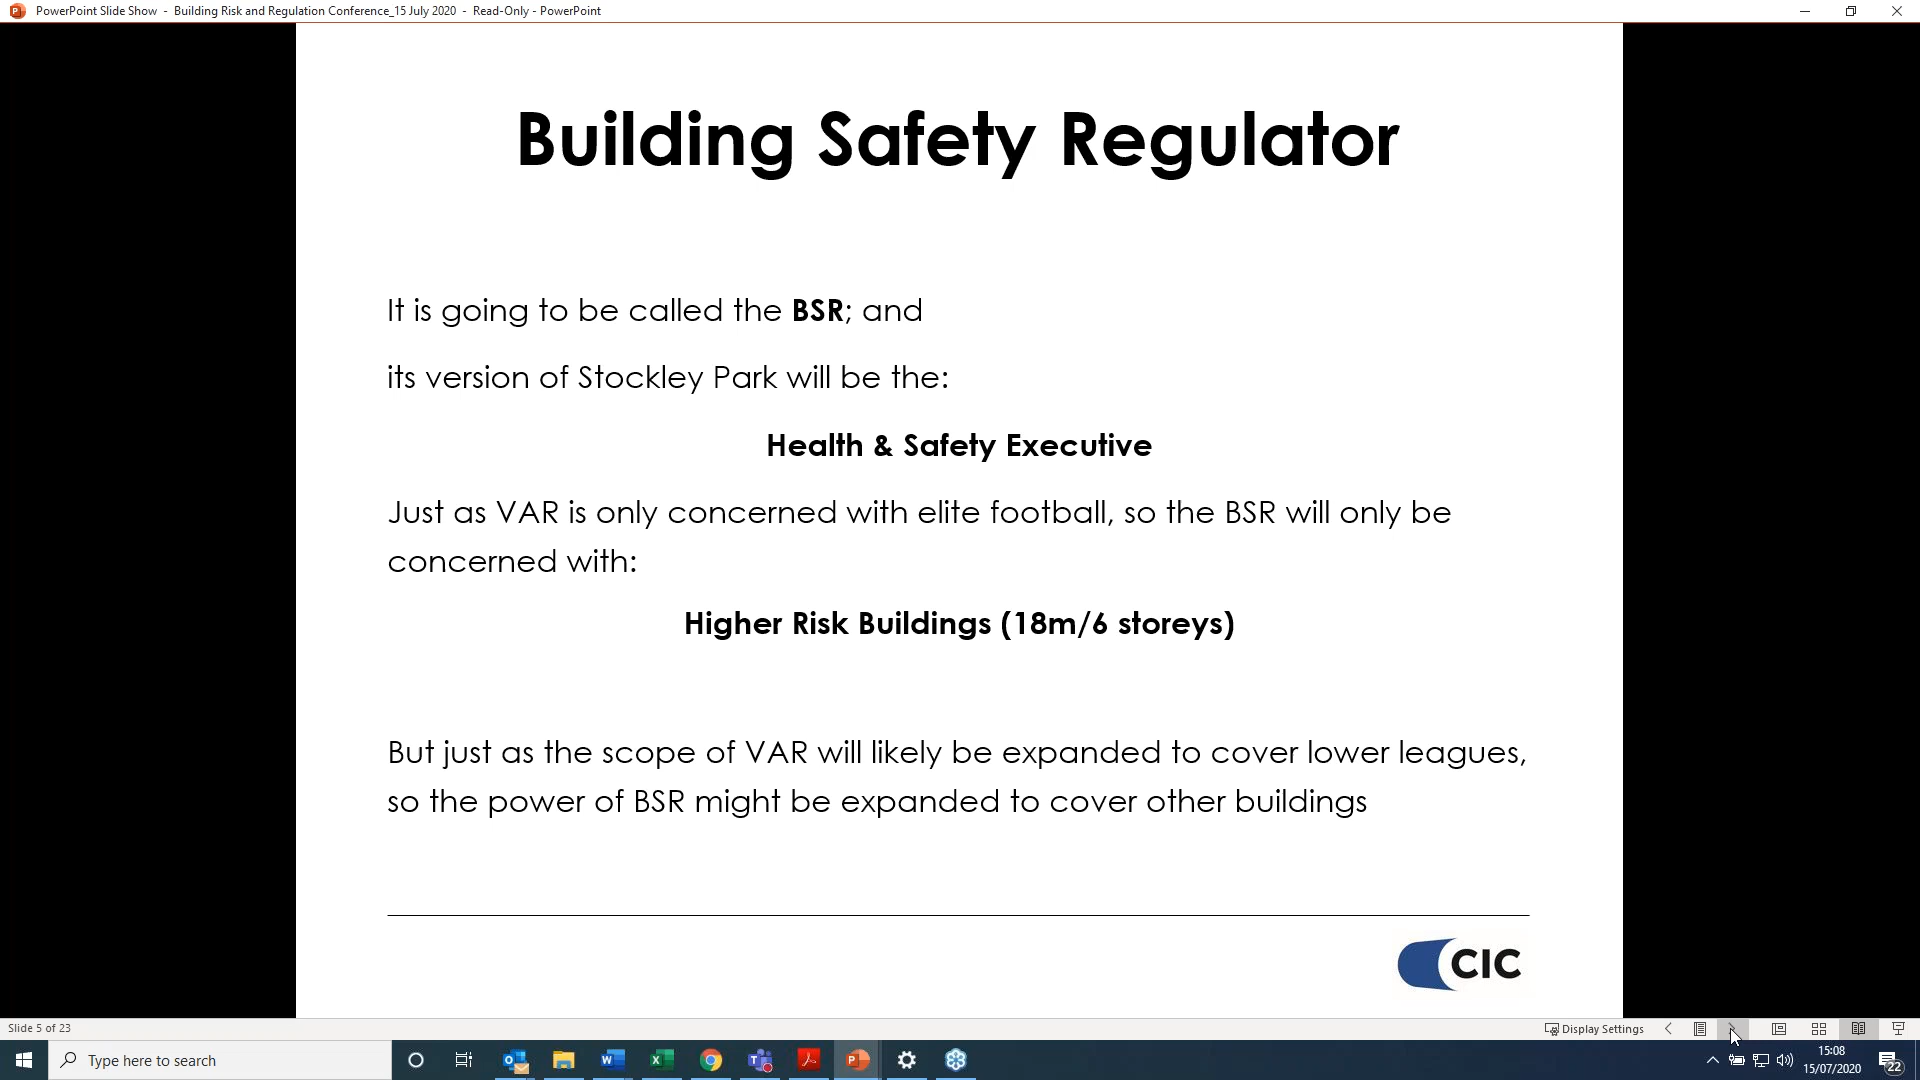 PowerPoint Slide Show - Building Risk and Regulation Conference_15 July 2020 - Read-Only - PowerPoint
Building Safety Regulator
It is going to be called the BSR; and
its version of Stockley Park will be the:
Health & Safety Executive
Just as VAR is only concerned with elite football, so the BSR will only be
concerned with:
Higher Risk Buildings (18m/6 storeys)
But just as the scope of VAR will likely be expanded to cover lower leagues,
so the power of BSR might be expanded to cover other buildings
CIC
Slide 5 of 23
Display Settings
Type here to search
15:08
15/07/2020
22